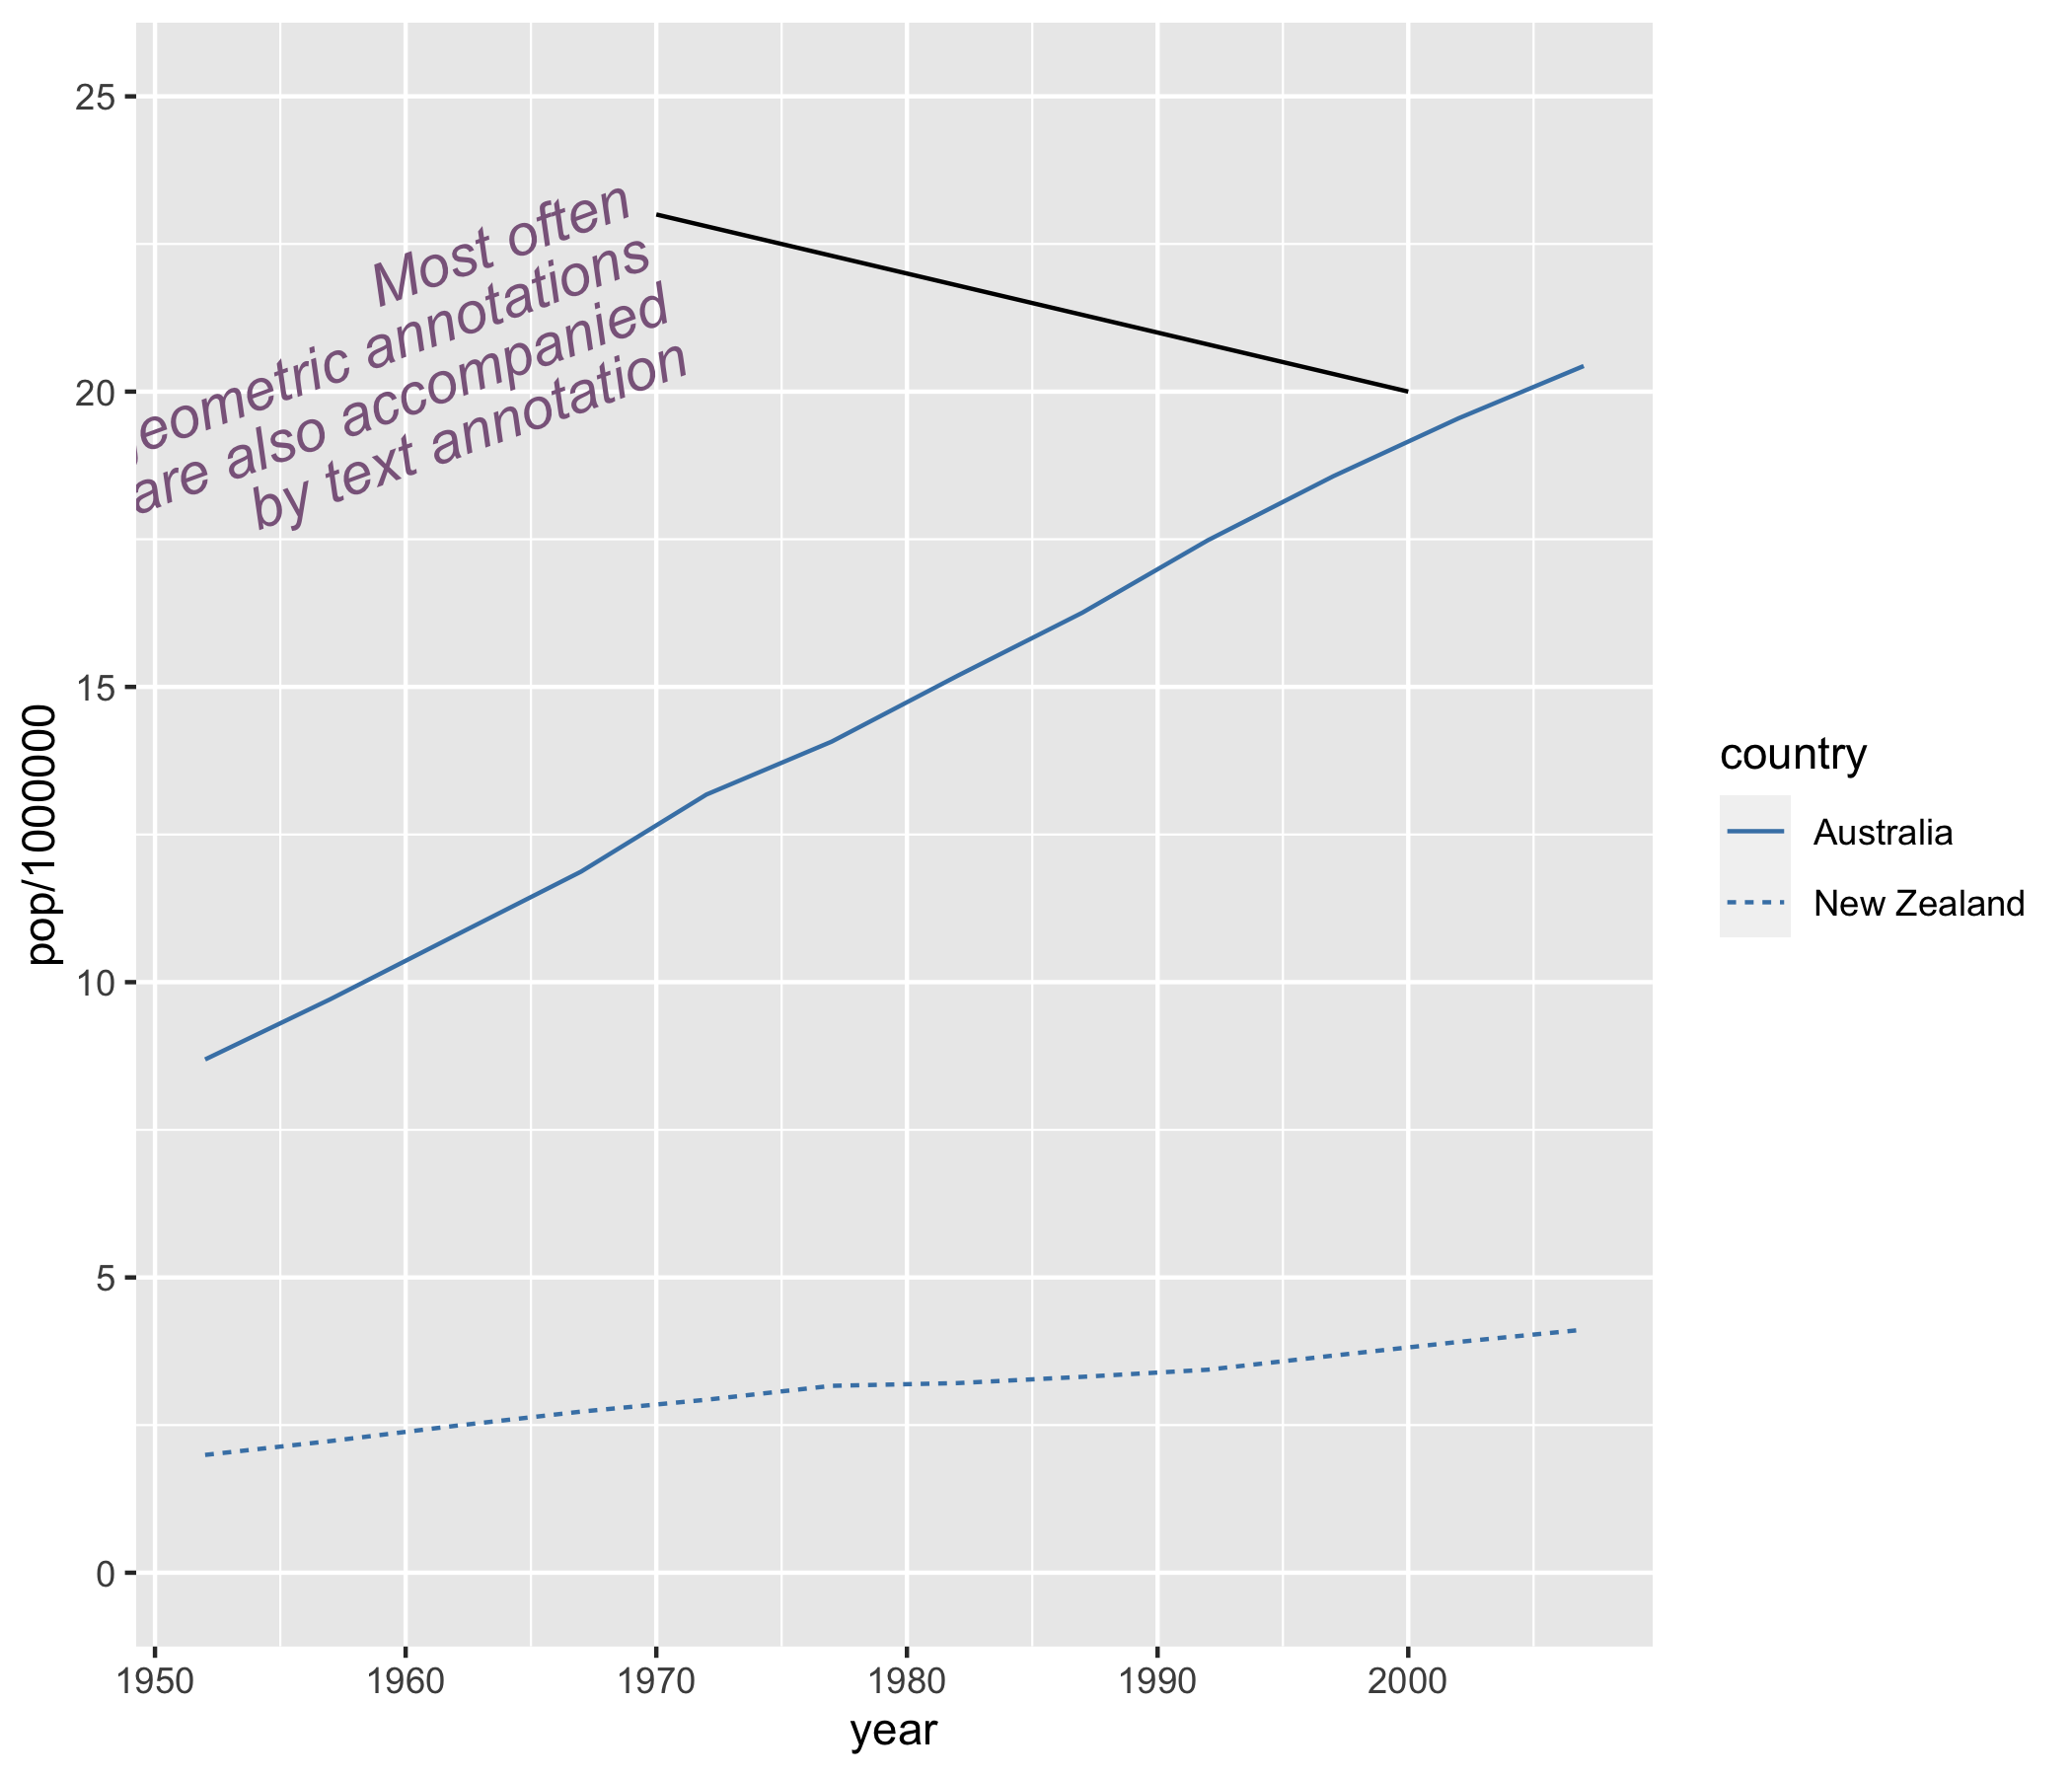 Most often
eometric annotations
are also accompanied
by text annotation
25
20
15
10
5
0
pop/1000000
1950 1960 1970 1980 1990 2000
year
country
Australia
New Zealand